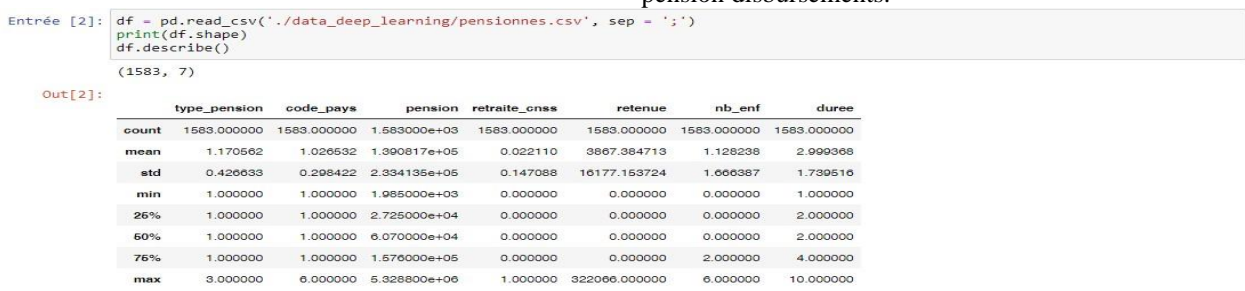 pension disbursements.
Entrée [2]: df = pd.read_csv('./data_deep_learning/pensionnes.csv', sep = ';')
print(df.shape)
df.describe()
(1583, 7)
Out[2]:
type_pension code_pays pension retraite_cnss retenue nb_enf duree
count 1583.000000 1583.000000 1.583000e+03 1583.000000 1583.000000 1583.000000 1583.000000
mean 1.170562 1.026532 1.390817e+05 0.022110 3867.384713 1.128238 2.999368
std 0.426633 0.298422 2.334135e+05 0.147088 16177.153724 1.666387 1.739516
min 1.000000 1.000000 1.985000e+03 0.000000 0.000000 0.000000 1.000000
25% 1.000000 1.000000 2.725000e+04 0.000000 0.000000 0.000000 2.000000
50% 1.000000 1.000000 6.070000e+04 0.000000 0.000000 0.000000 2.000000
75% 1.000000 1.000000 1.576000e+05 0.000000 0.000000 2.000000 4.000000
max 3.000000 6.000000 5.328800e+06 1.000000 322066.000000 6.000000 10.000000